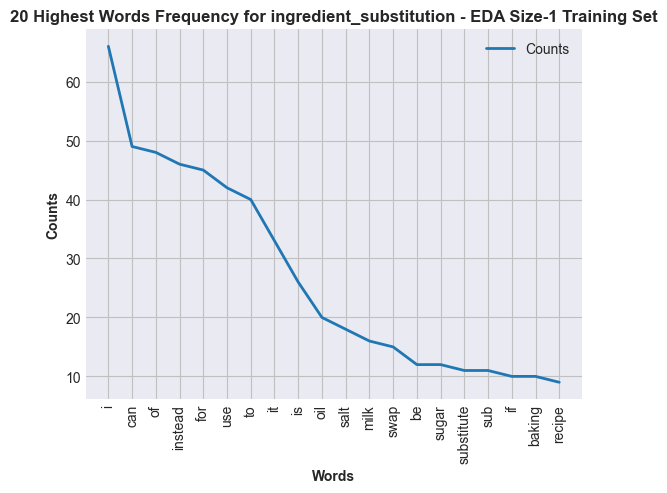 20 Highest Words Frequency for ingredient_substitution - EDA Size-1 Training Set
Counts
60
50
40
30
20
10
Counts
i
can
of
instead
for
use
to
it
is
oil
salt
milk
swap
be
sugar
substitute
sub
if
baking
recipe
Words